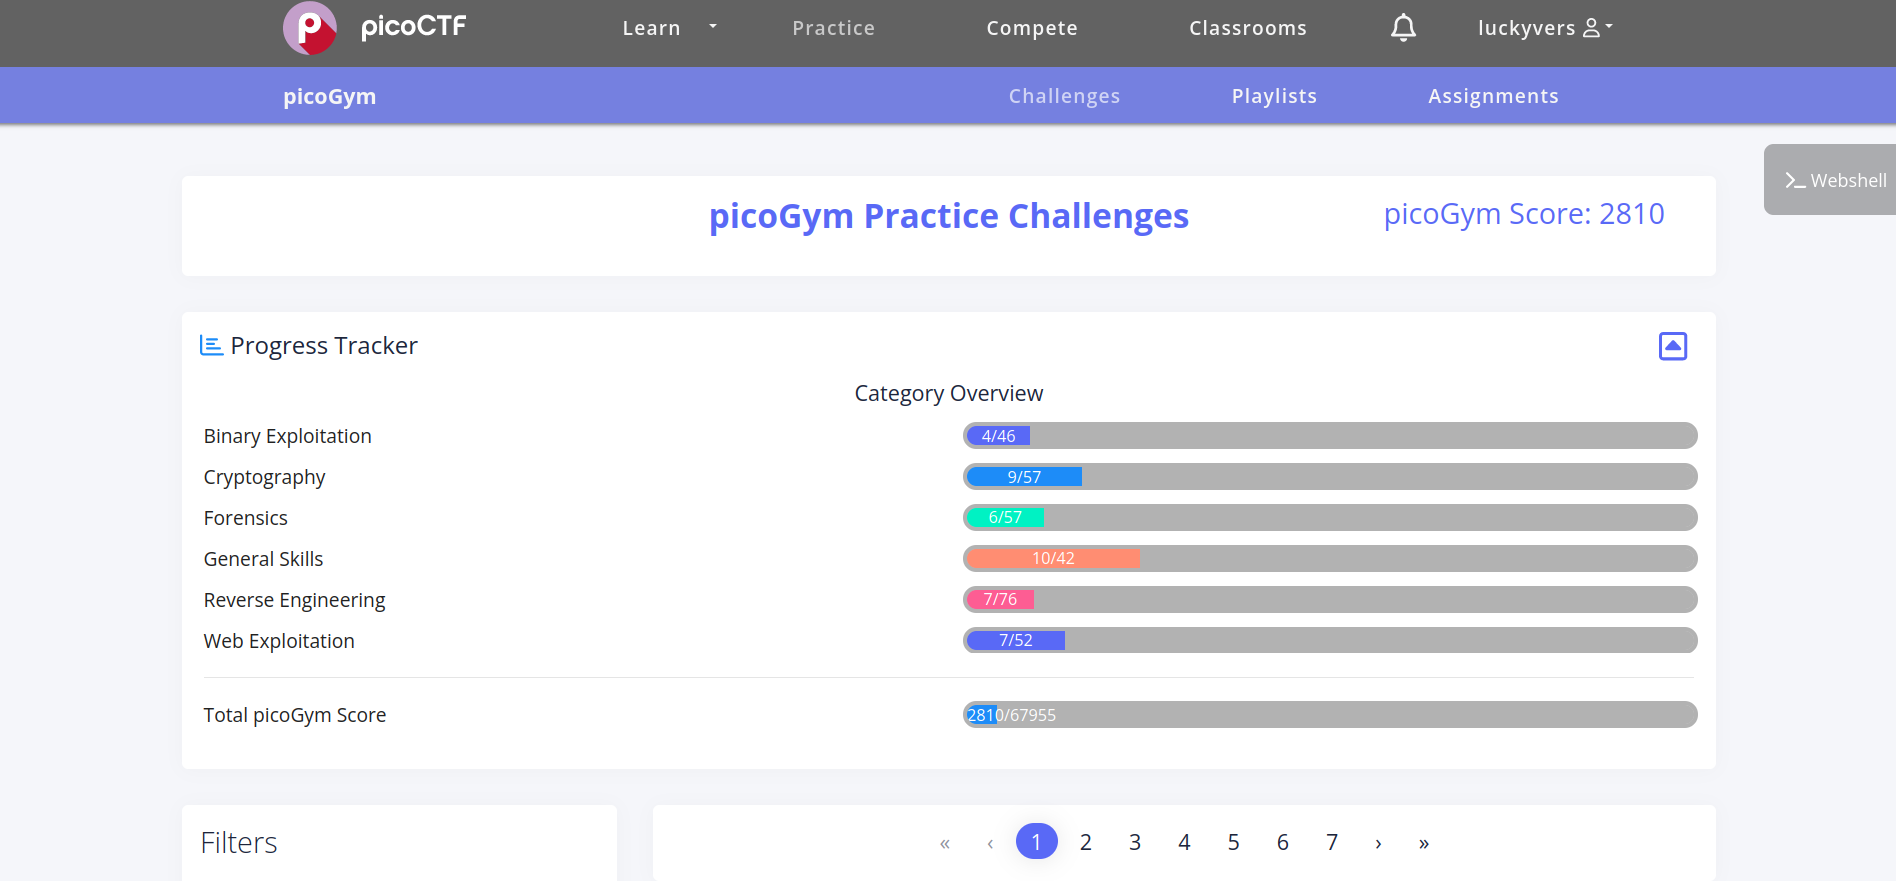 picoCTF Learn Practice Compete Classrooms luckyvers
picoGym Challenges Playlists Assignments
>_ Webshell
picoGym Practice Challenges picoGym Score: 2810
Progress Tracker
Category Overview
Binary Exploitation 4/46
Cryptography 9/57
Forensics 6/57
General Skills 10/42
Reverse Engineering 7/76
Web Exploitation 7/52
Total picoGym Score 2810/67955
Filters « ‹ 1 2 3 4 5 6 7 › »